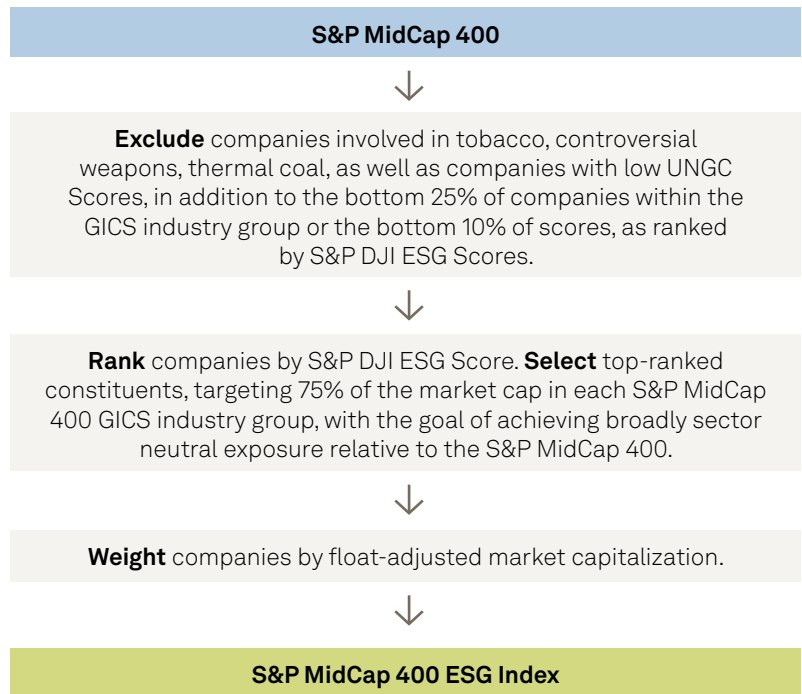 S&P MidCap 400
Exclude companies involved in tobacco, controversial
weapons, thermal coal, as well as companies with low UNGC
Scores, in addition to the bottom 25% of companies within the
GICS industry group or the bottom 10% of scores, as ranked
by S&P DJI ESG Scores.
Rank companies by S&P DJI ESG Score. Select top-ranked
constituents, targeting 75% of the market cap in each S&P MidCap
400 GICS industry group, with the goal of achieving broadly sector
neutral exposure relative to the S&P MidCap 400.
Weight companies by float-adjusted market capitalization.
S&P MidCap 400 ESG Index